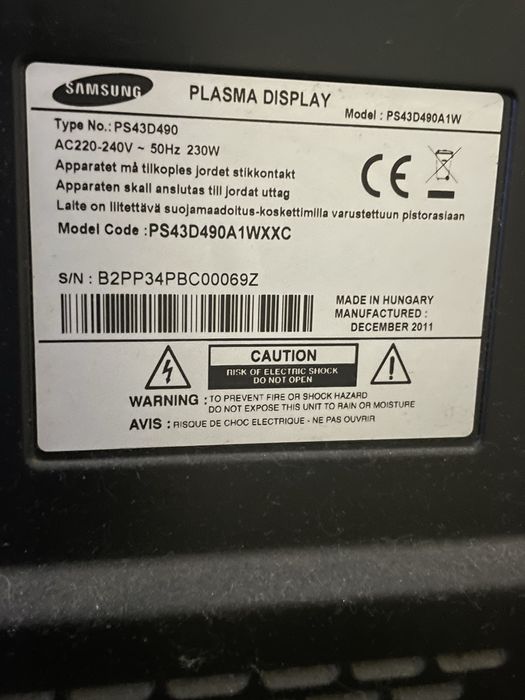 SAMSUNG
PLASMA DISPLAY
Model : PS43D490A1W
Type No.: PS43D490
AC220-240V ~ 50Hz 230W
Apparatet må tilkoples jordet stikkontakt
Apparaten skall anslutas till jordat uttag
Laite on liitettävä suojamaadoitus-koskettimilla varustettuun pistorasiaan
Model Code :PS43D490A1WXXC
CE
S/N : B2PP34PBC00069Z
MADE IN HUNGARY
MANUFACTURED :
DECEMBER 2011
CAUTION
RISK OF ELECTRIC SHOCK
DO NOT OPEN
WARNING : TO PREVENT FIRE OR SHOCK HAZARD
DO NOT EXPOSE THIS UNIT TO RAIN OR MOISTURE
AVIS : RISQUE DE CHOC ELECTRIQUE - NE PAS OUVRIR